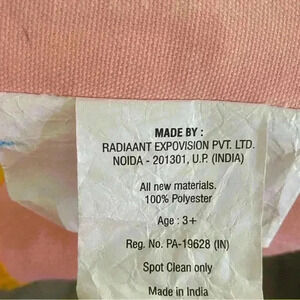 MADE BY :
RADIAANT EXPOVISION PVT. LTD.
NOIDA - 201301, U.P. (INDIA)
All new materials.
100% Polyester
Age : 3+
Reg. No. PA-19628 (IN)
Spot Clean only
Made in India